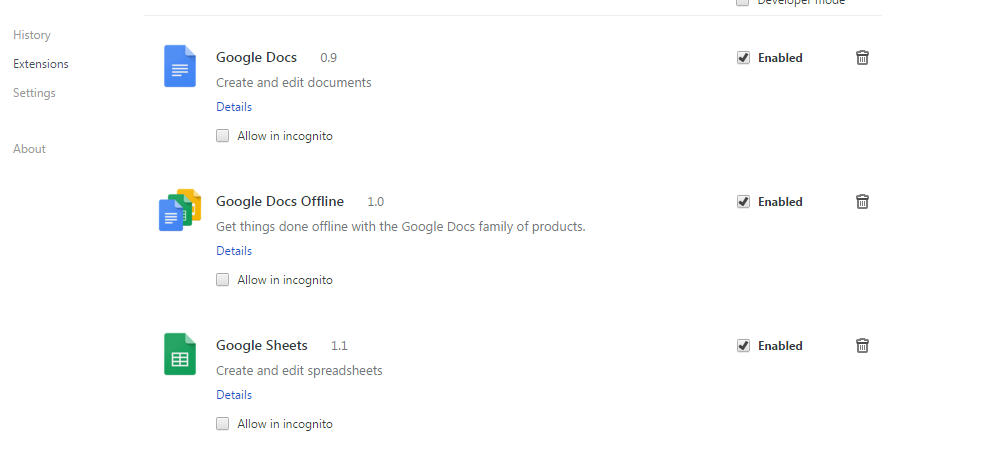 Developer mode
History
Extensions
Settings
About
Google Docs 0.9
Enabled
Create and edit documents
Details
Allow in incognito
Google Docs Offline 1.0
Enabled
Get things done offline with the Google Docs family of products.
Details
Allow in incognito
Google Sheets 1.1
Enabled
Create and edit spreadsheets
Details
Allow in incognito